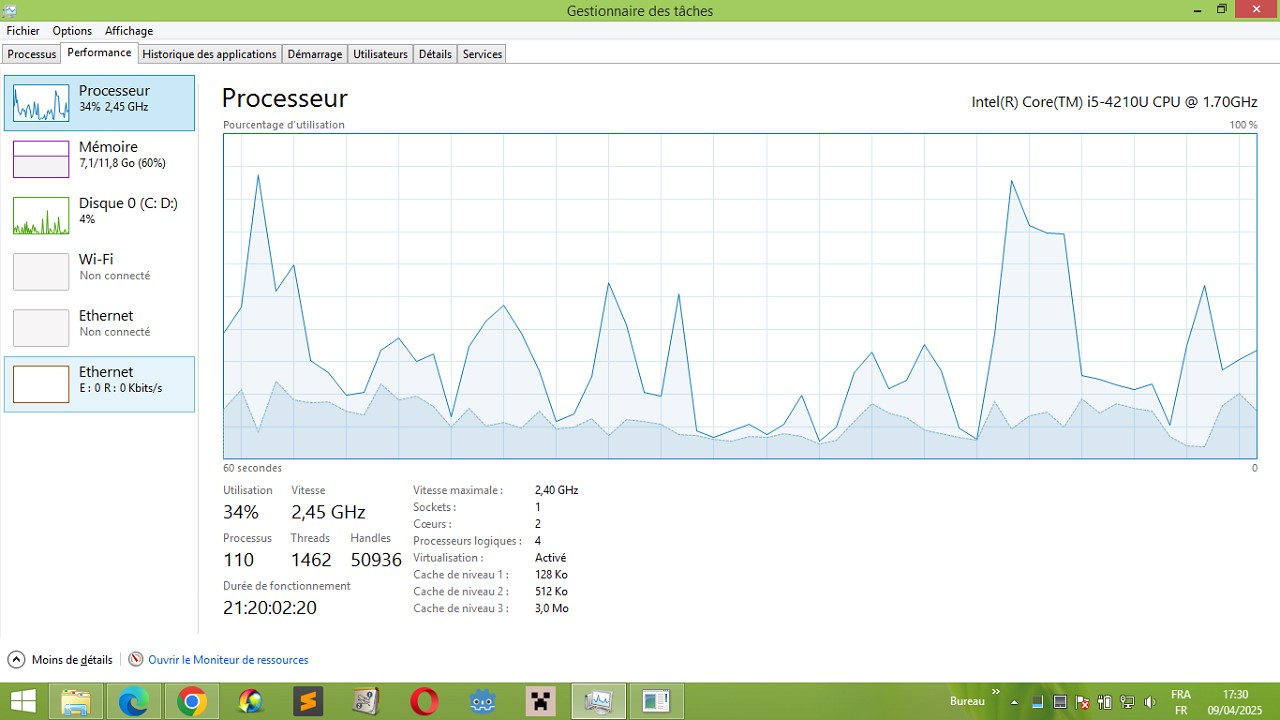 Gestionnaire des tâches
Fichier Options Affichage
Processus Performance Historique des applications Démarrage Utilisateurs Détails Services
Processeur
34% 2,45 GHz
Mémoire
7,1/11,8 Go (60%)
Disque 0 (C: D:)
4%
Wi-Fi
Non connecté
Ethernet
Non connecté
Ethernet
E : 0 R : 0 Kbits/s
Processeur
Intel(R) Core(TM) i5-4210U CPU @ 1.70GHz
Pourcentage d'utilisation 100 %
60 secondes 0
Utilisation Vitesse
34% 2,45 GHz
Processus Threads Handles
110 1462 50936
Durée de fonctionnement
21:20:02:20
Vitesse maximale : 2,40 GHz
Sockets : 1
Cœurs : 2
Processeurs logiques : 4
Virtualisation : Activé
Cache de niveau 1 : 128 Ko
Cache de niveau 2 : 512 Ko
Cache de niveau 3 : 3,0 Mo
Moins de détails Ouvrir le Moniteur de ressources
Bureau
FRA
FR
17:30
09/04/2025